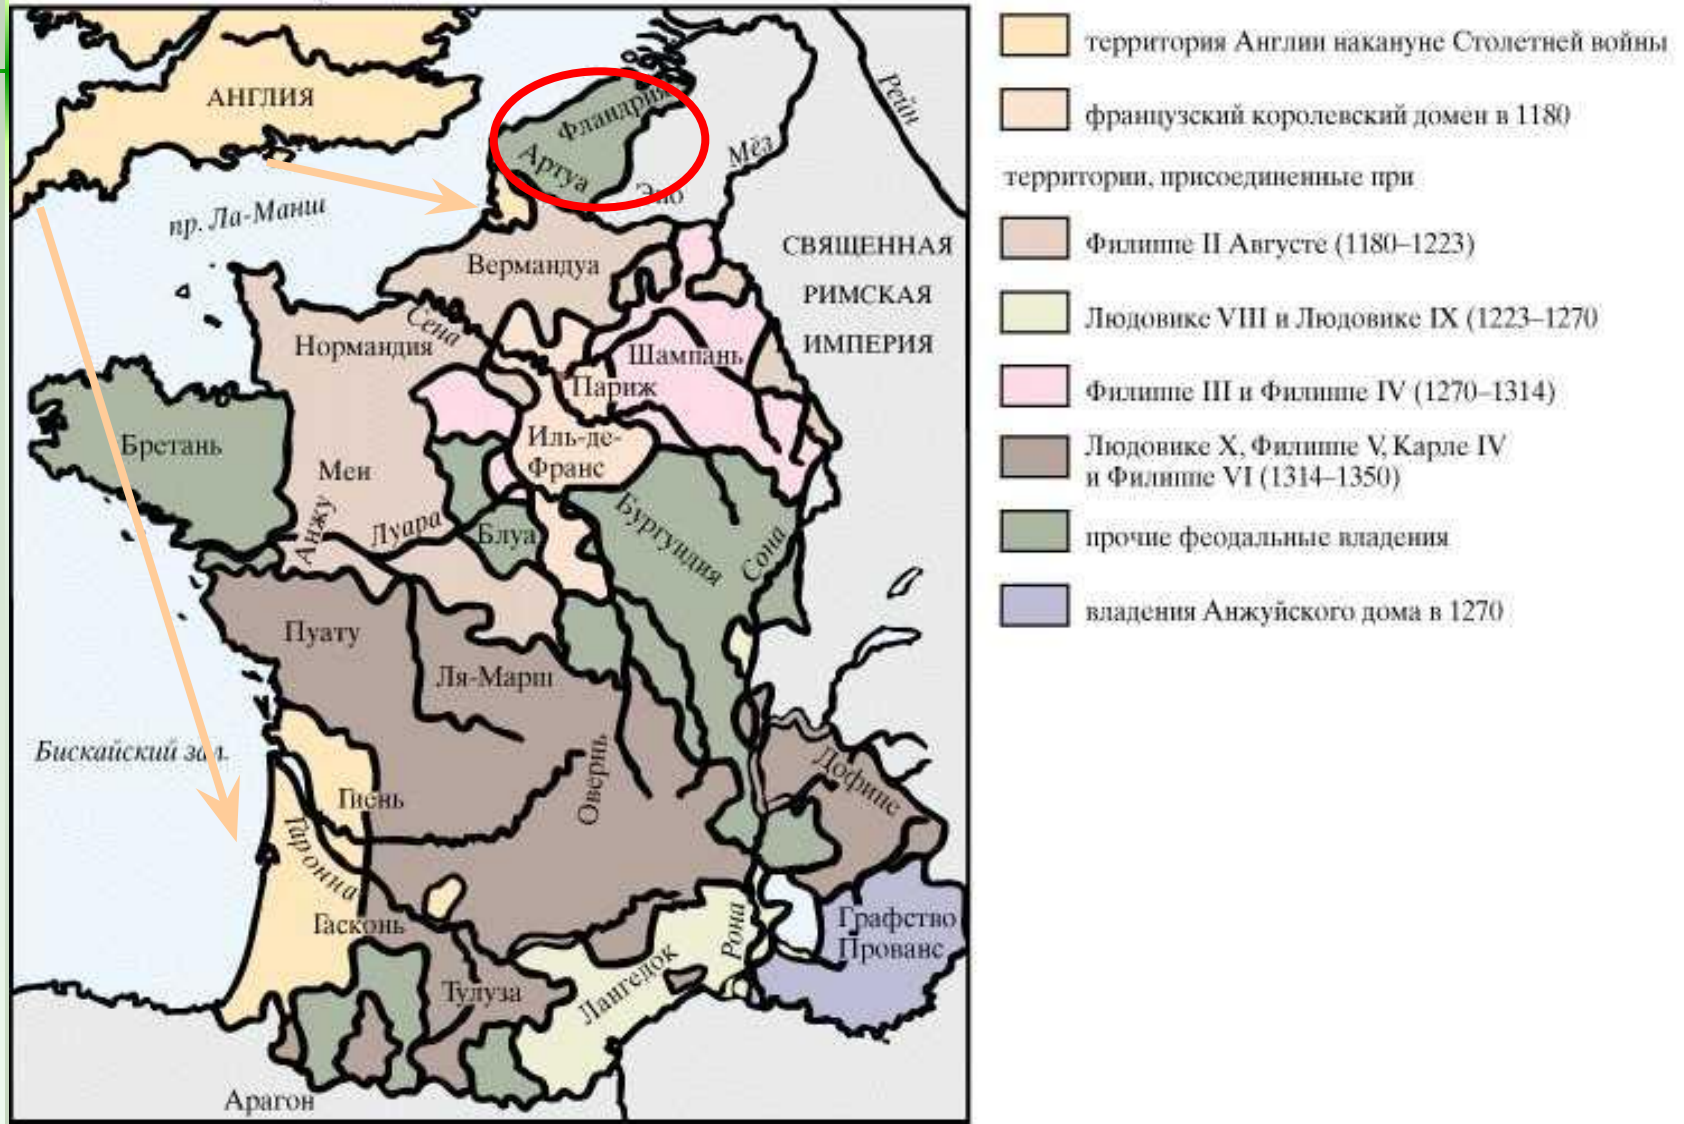 АНГЛИЯ
Фландрия
Артуа
Эно
Мёз
Рейн
пр. Ла-Манш
Вермандуа
СВЯЩЕННАЯ
РИМСКАЯ
ИМПЕРИЯ
Сена
Нормандия
Шампань
Париж
Бретань
Иль-де-
Франс
Мен
Анжу
Луара
Блуа
Бургундия
Сона
Пуату
Ля-Марш
Бискайский зал.
Овернь
Дофине
Гиень
Гаронна
Гасконь
Рона
Графство
Прованс
Тулуза
Лангедок
Арагон
территория Англии накануне Столетней войны
французский королевский домен в 1180
территории, присоединенные при
Филиппе II Августе (1180–1223)
Людовике VIII и Людовике IX (1223–1270
Филиппе III и Филиппе IV (1270–1314)
Людовике X, Филиппе V, Карле IV
и Филиппе VI (1314–1350)
прочие феодальные владения
владения Анжуйского дома в 1270